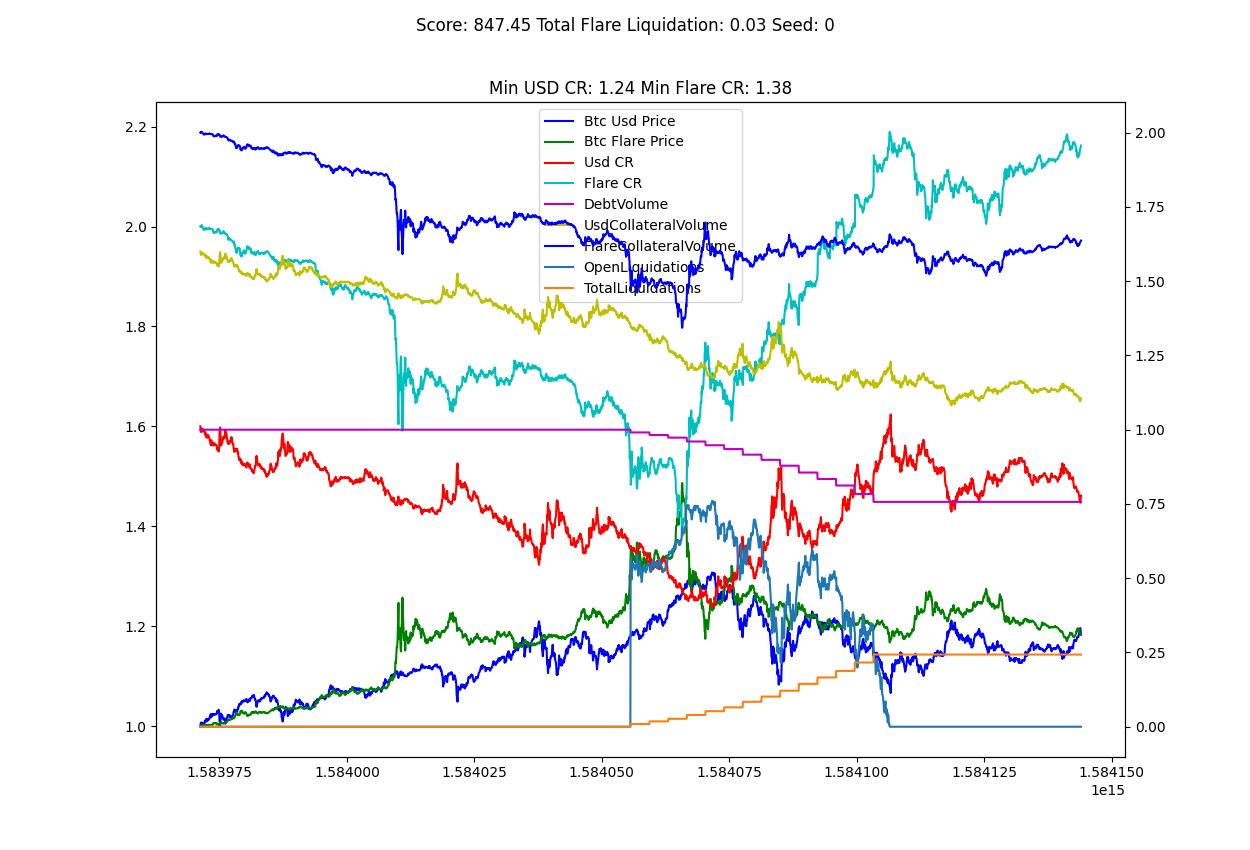 Score: 847.45 Total Flare Liquidation: 0.03 Seed: 0
Min USD CR: 1.24 Min Flare CR: 1.38
Btc Usd Price
Btc Flare Price
Usd CR
Flare CR
DebtVolume
UsdCollateralVolume
FlareCollateralVolume
OpenLiquidations
TotalLiquidations
2.2
2.0
1.8
1.6
1.4
1.2
1.0
2.00
1.75
1.50
1.25
1.00
0.75
0.50
0.25
0.00
1.583975 1.584000 1.584025 1.584050 1.584075 1.584100 1.584125 1.584150
1e15